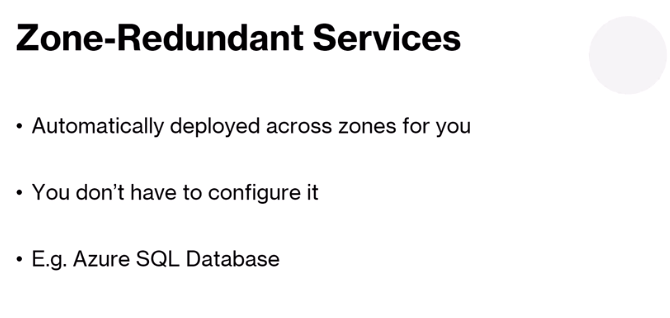 Zone-Redundant Services
• Automatically deployed across zones for you
• You don’t have to configure it
• E.g. Azure SQL Database